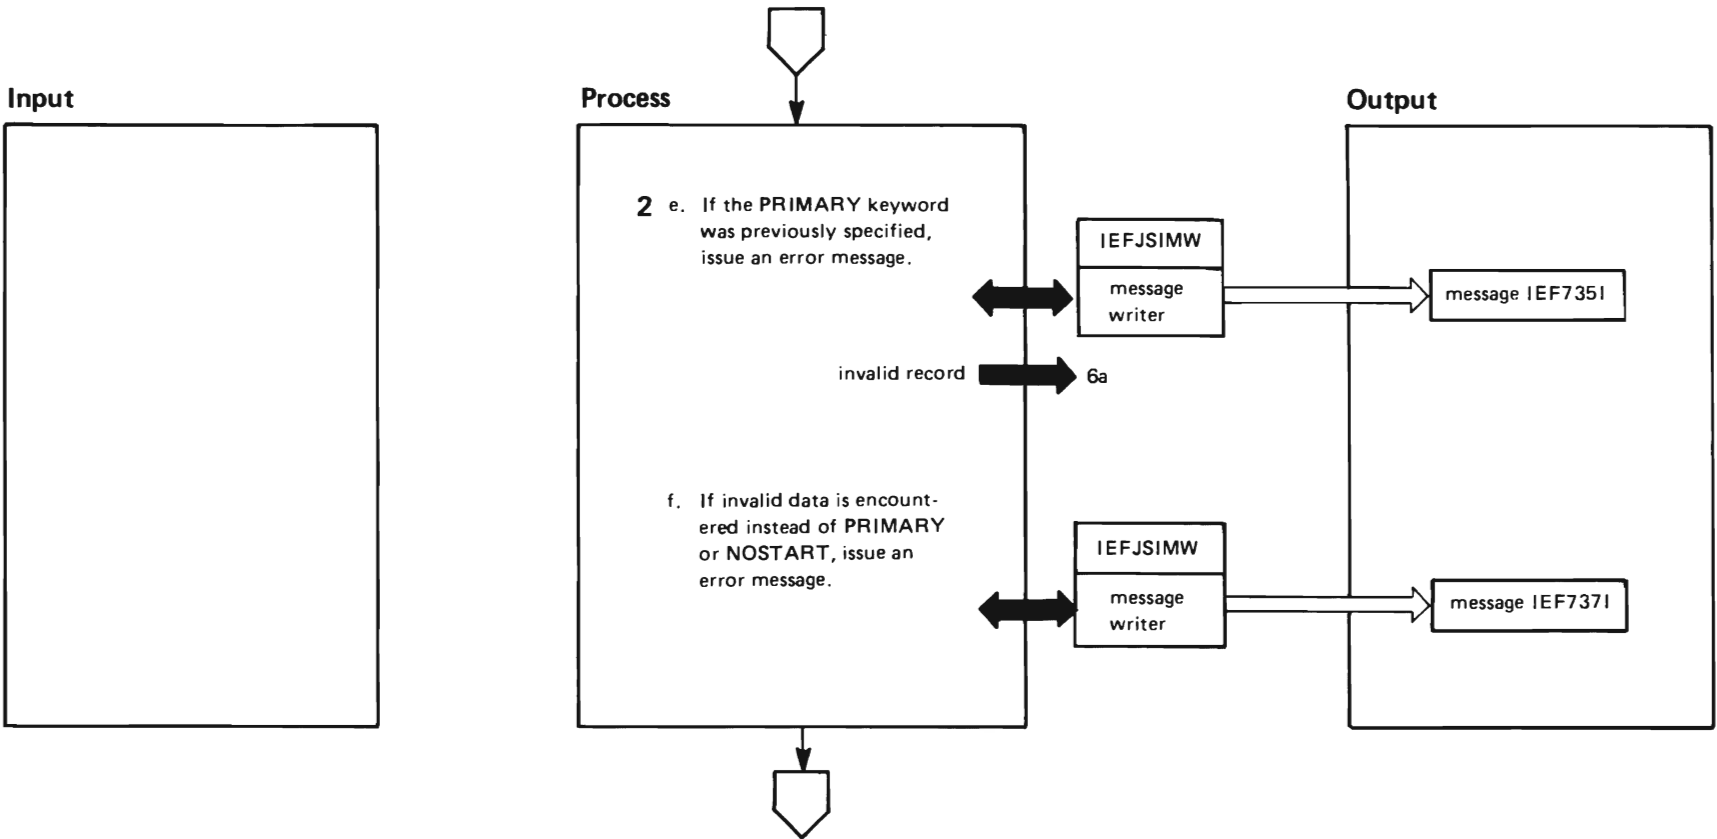 Input
Process
Output
2 e. If the PRIMARY keyword
was previously specified,
issue an error message.
IEFJSIMW
message
writer
message IEF735I
invalid record
6a
f. If invalid data is encount-
ered instead of PRIMARY
or NOSTART, issue an
error message.
IEFJSIMW
message
writer
message IEF737I